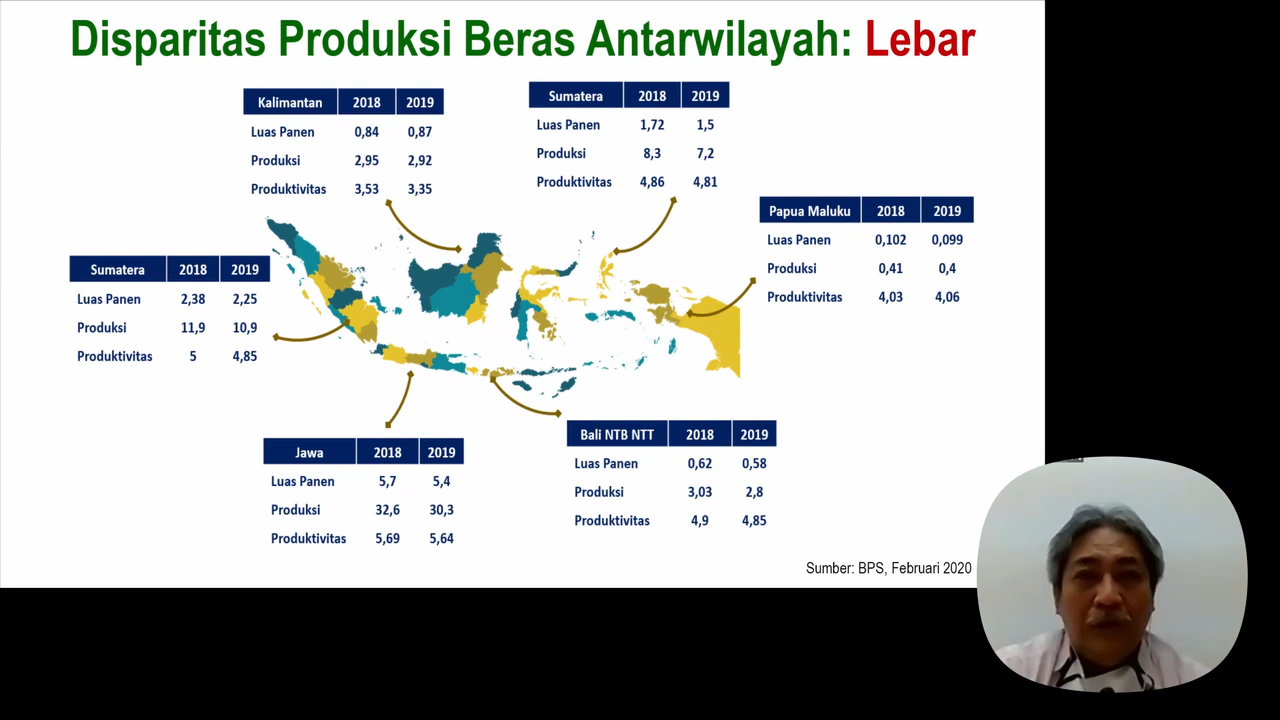 Disparitas Produksi Beras Antarwilayah: Lebar
Kalimantan 2018 2019
Luas Panen 0,84 0,87
Produksi 2,95 2,92
Produktivitas 3,53 3,35
Sumatera 2018 2019
Luas Panen 1,72 1,5
Produksi 8,3 7,2
Produktivitas 4,86 4,81
Papua Maluku 2018 2019
Luas Panen 0,102 0,099
Produksi 0,41 0,4
Produktivitas 4,03 4,06
Sumatera 2018 2019
Luas Panen 2,38 2,25
Produksi 11,9 10,9
Produktivitas 5 4,85
Jawa 2018 2019
Luas Panen 5,7 5,4
Produksi 32,6 30,3
Produktivitas 5,69 5,64
Bali NTB NTT 2018 2019
Luas Panen 0,62 0,58
Produksi 3,03 2,8
Produktivitas 4,9 4,85
Sumber: BPS, Februari 2020